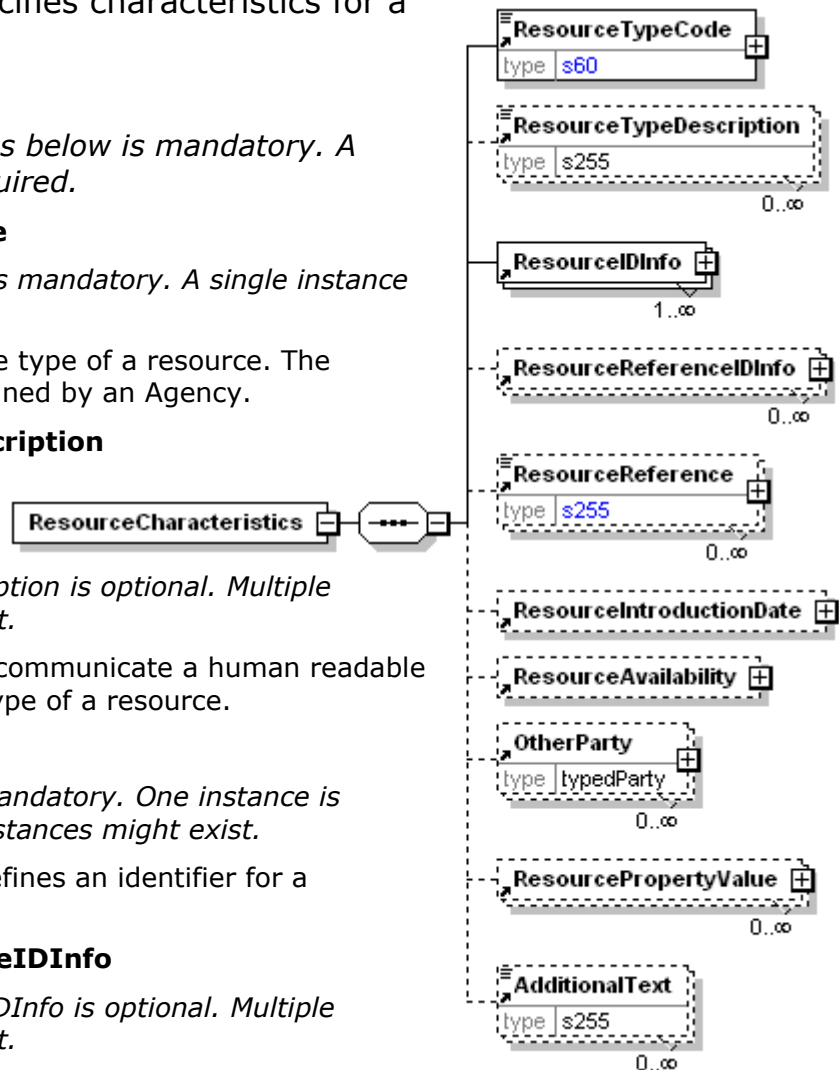 cifies characteristics for a
s below is mandatory. A
uired.
e
s mandatory. A single instance
e type of a resource. The
ned by an Agency.
cription
ption is optional. Multiple
t.
communicate a human readable
ype of a resource.
andatory. One instance is
stances might exist.
efines an identifier for a
eIDInfo
DInfo is optional. Multiple
t.
ResourceCharacteristics
ResourceTypeCode
type s60
ResourceTypeDescription
type s255
0..∞
ResourceIDInfo
1..∞
ResourceReferenceIDInfo
0..∞
ResourceReference
type s255
0..∞
ResourceIntroductionDate
ResourceAvailability
OtherParty
type typedParty
0..∞
ResourcePropertyValue
0..∞
AdditionalText
type s255
0..∞